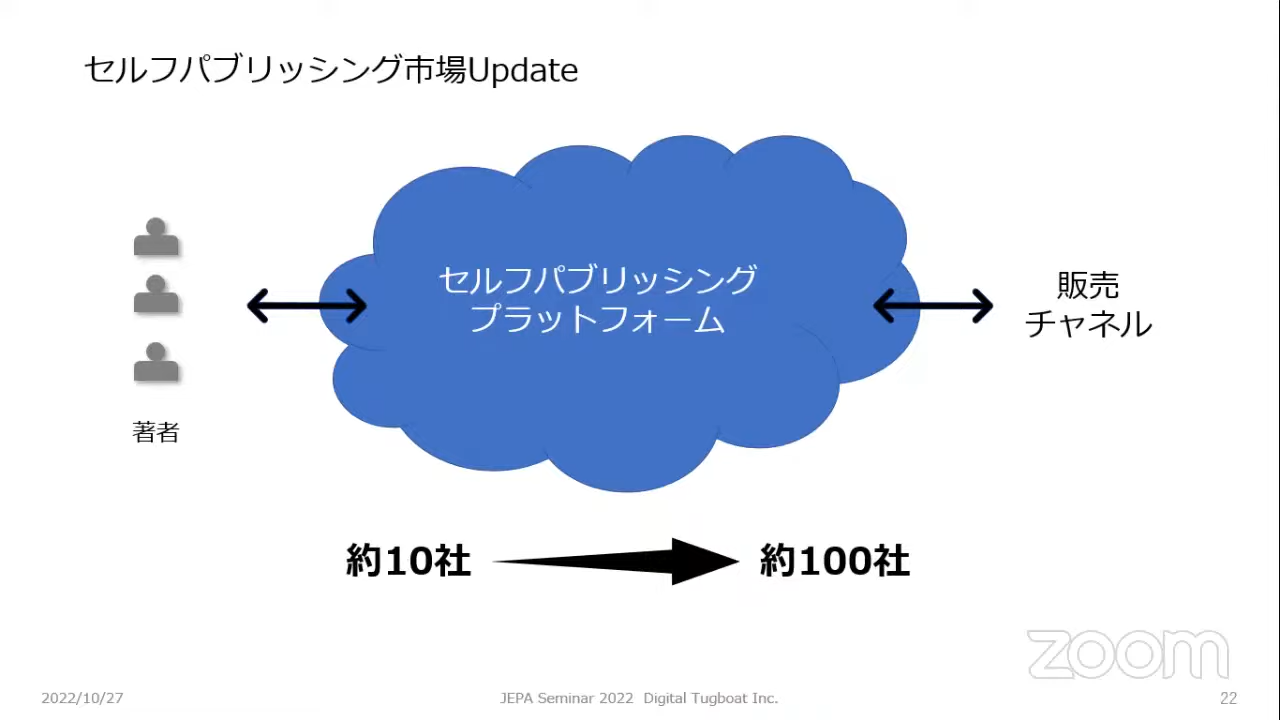 セルフパブリッシング市場Update
セルフパブリッシング
プラットフォーム
販売
チャネル
著者
約10社
約100社
zoom
2022/10/27
JEPA Seminar 2022 Digital Tugboat Inc.
22